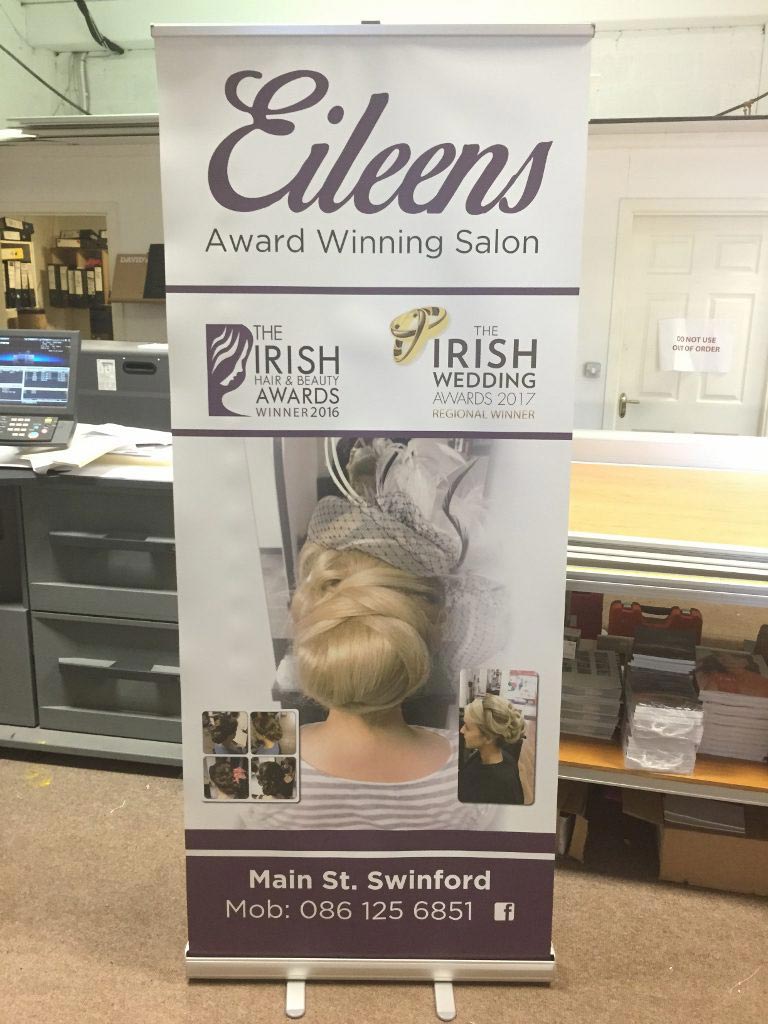 Eileens
Award Winning Salon
THE
IRISH
HAIR & BEAUTY
AWARDS
WINNER 2016
THE
IRISH
WEDDING
AWARDS 2017
REGIONAL WINNER
DO NOT USE
OUT OF ORDER
Main St. Swinford
Mob: 086 125 6851 f